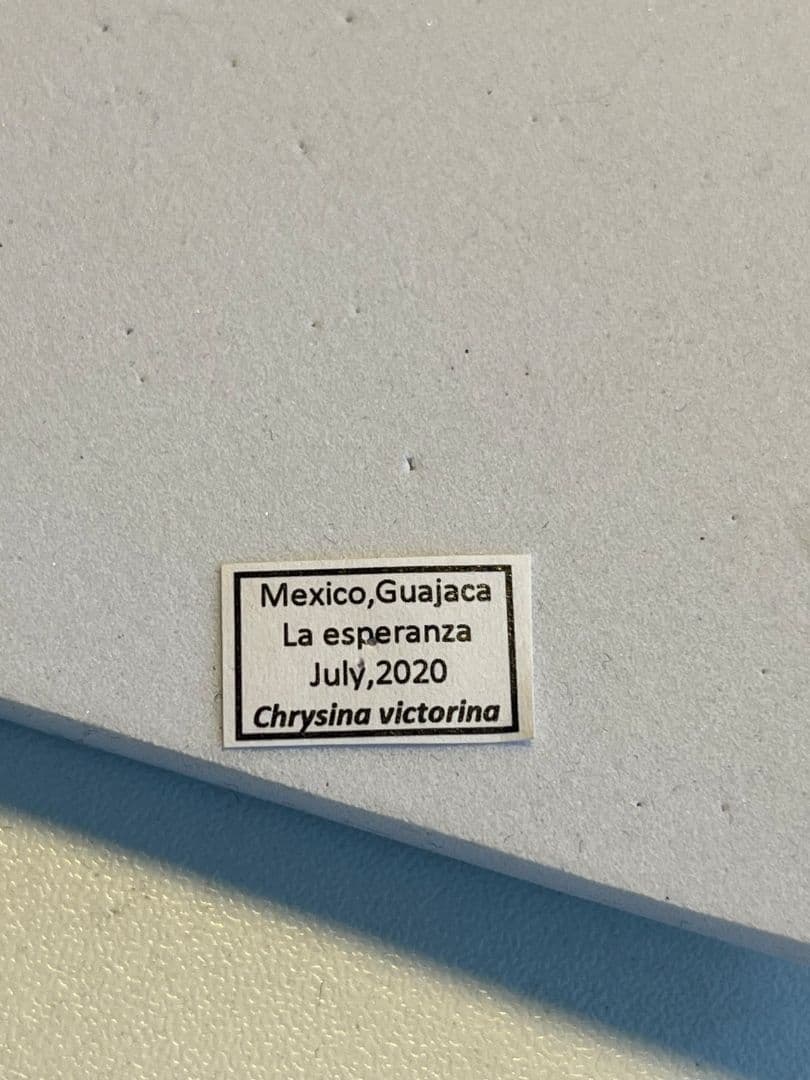 Mexico,Guajaca
La esperanza
July,2020
Chrysina victorina